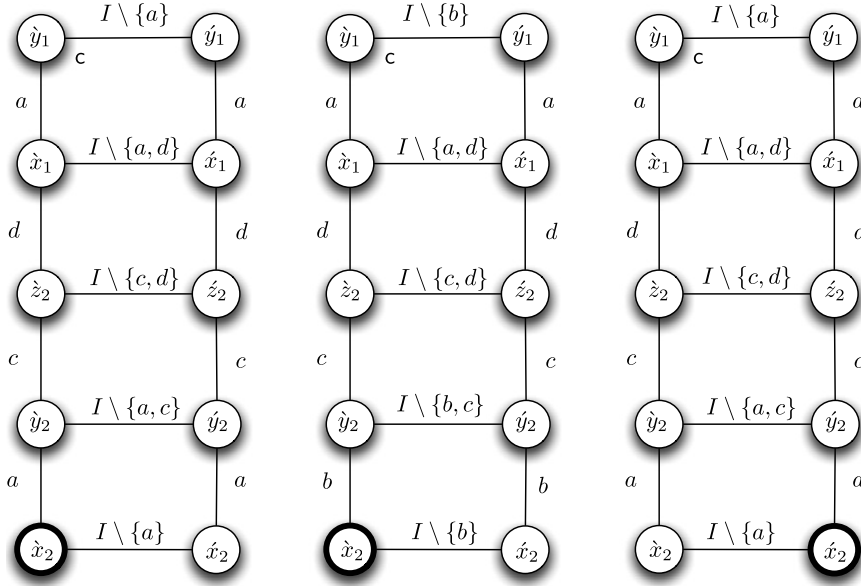 I \ {a} I \ {b} I \ {a}
ỳ₁ ý₁ ỳ₁ ý₁ ỳ₁ ý₁
c c c
a a a a a a
I \ {a, d} I \ {a, d} I \ {a, d}
x̀₁ x́₁ x̀₁ x́₁ x̀₁ x́₁
d d d d d d
I \ {c, d} I \ {c, d} I \ {c, d}
z̀₂ ź₂ z̀₂ ź₂ z̀₂ ź₂
c c c c c c
I \ {a, c} I \ {b, c} I \ {a, c}
ỳ₂ ý₂ ỳ₂ ý₂ ỳ₂ ý₂
a a b b a a
I \ {a} I \ {b} I \ {a}
x̀₂ x́₂ x̀₂ x́₂ x̀₂ x́₂